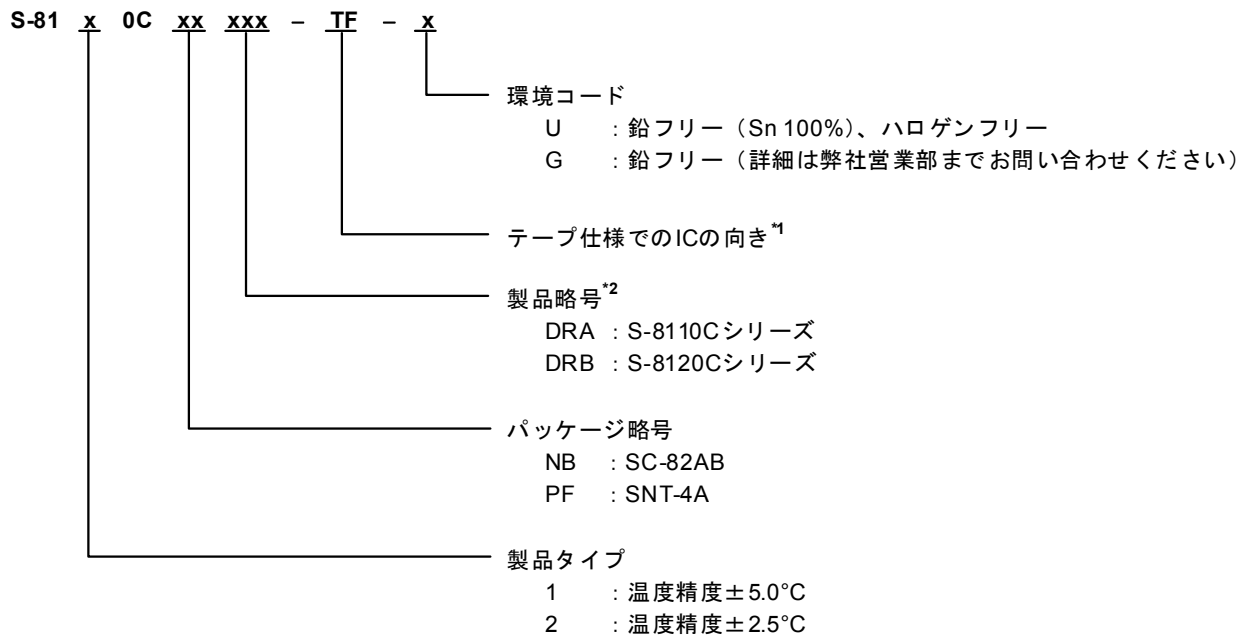 S-81 x 0C xx xxx – TF – x
環境コード
U : 鉛フリー（Sn 100%）、ハロゲンフリー
G : 鉛フリー（詳細は弊社営業部までお問い合わせください）
テープ仕様でのICの向き*1
製品略号*2
DRA : S-8110Cシリーズ
DRB : S-8120Cシリーズ
パッケージ略号
NB : SC-82AB
PF : SNT-4A
製品タイプ
1 : 温度精度±5.0°C
2 : 温度精度±2.5°C